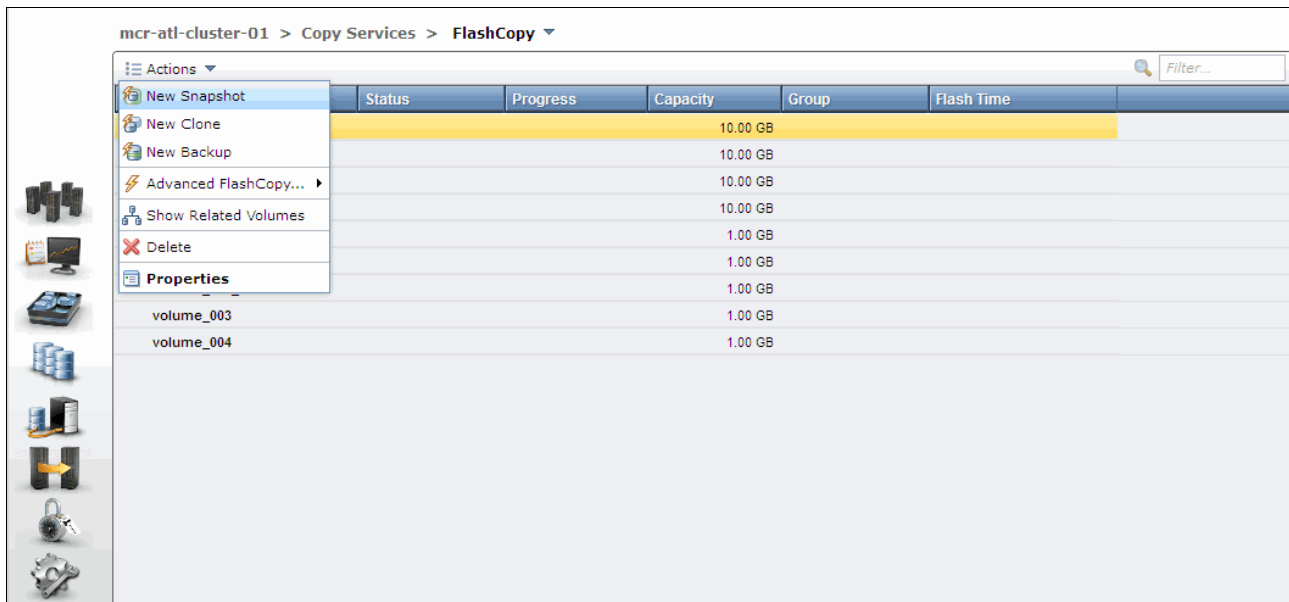 mcr-atl-cluster-01 > Copy Services > FlashCopy
Actions
Filter...
Status Progress Capacity Group Flash Time
New Snapshot
New Clone
New Backup
Advanced FlashCopy...
Show Related Volumes
Delete
Properties
10.00 GB
10.00 GB
10.00 GB
10.00 GB
1.00 GB
1.00 GB
1.00 GB
volume_003 1.00 GB
volume_004 1.00 GB